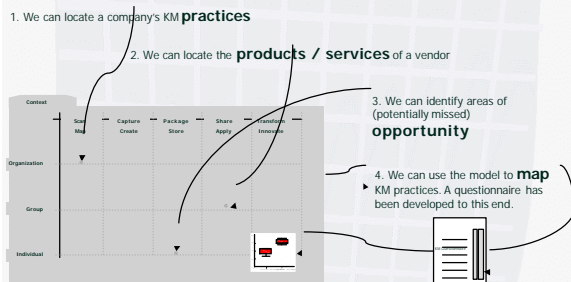 1. We can locate a company's KM practices
2. We can locate the products / services of a vendor
3. We can identify areas of
(potentially missed)
opportunity
4. We can use the model to map
KM practices. A questionnaire has
been developed to this end.
Context
Scan Capture Package Share Transform
Map Create Store Apply Innovate
Organization
Group
Individual